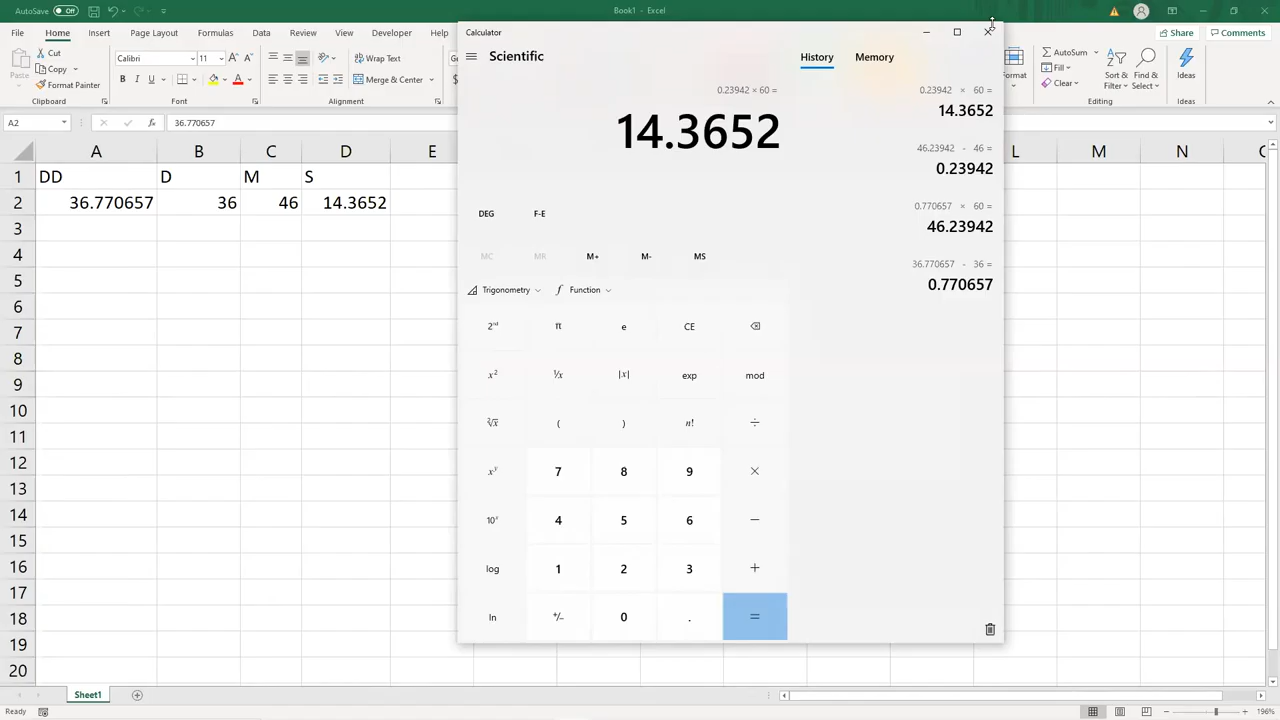 AutoSave Off
Book1 - Excel
File Home Insert Page Layout Formulas Data Review View Developer
Share Comments
Cut
Copy
Format Painter
Paste
Clipboard
Calibri 11
B I U
A
Font
Wrap Text
Merge & Center
Alignment
Format
AutoSum
Fill
Clear
Sort & Filter
Find & Select
Editing
Ideas
Ideas
A2 fx 36.770657
A B C D E L M N
1 DD D M S
2 36.770657 36 46 14.3652
3
4
5
6
7
8
9
10
11
12
13
14
15
16
17
18
19
20
Calculator
Scientific
History Memory
0.23942 × 60 =
14.3652
0.23942 × 60 =
14.3652
46.23942 - 46 =
0.23942
0.770657 × 60 =
46.23942
36.770657 - 36 =
0.770657
DEG F-E
MC MR M+ M- MS
Trigonometry f Function
2ⁿᵈ π e CE
x² ⅟x |x| exp mod
²√x ( ) n! ÷
xʸ 7 8 9 ×
10ˣ 4 5 6 −
log 1 2 3 +
ln +/− 0 . =
Sheet1
Ready
196%